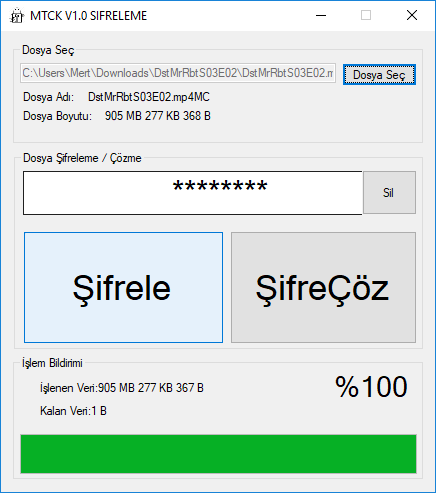 MTCK V1.0 SIFRELEME
Dosya Seç
C:\Users\Mert\Downloads\DstMrRbtS03E02\DstMrRbtS03E02.m
Dosya Seç
Dosya Adı: DstMrRbtS03E02.mp4MC
Dosya Boyutu: 905 MB 277 KB 368 B
Dosya Şifreleme / Çözme
********
Sil
Şifrele
ŞifreÇöz
İşlem Bildirimi
İşlenen Veri:905 MB 277 KB 367 B
%100
Kalan Veri:1 B